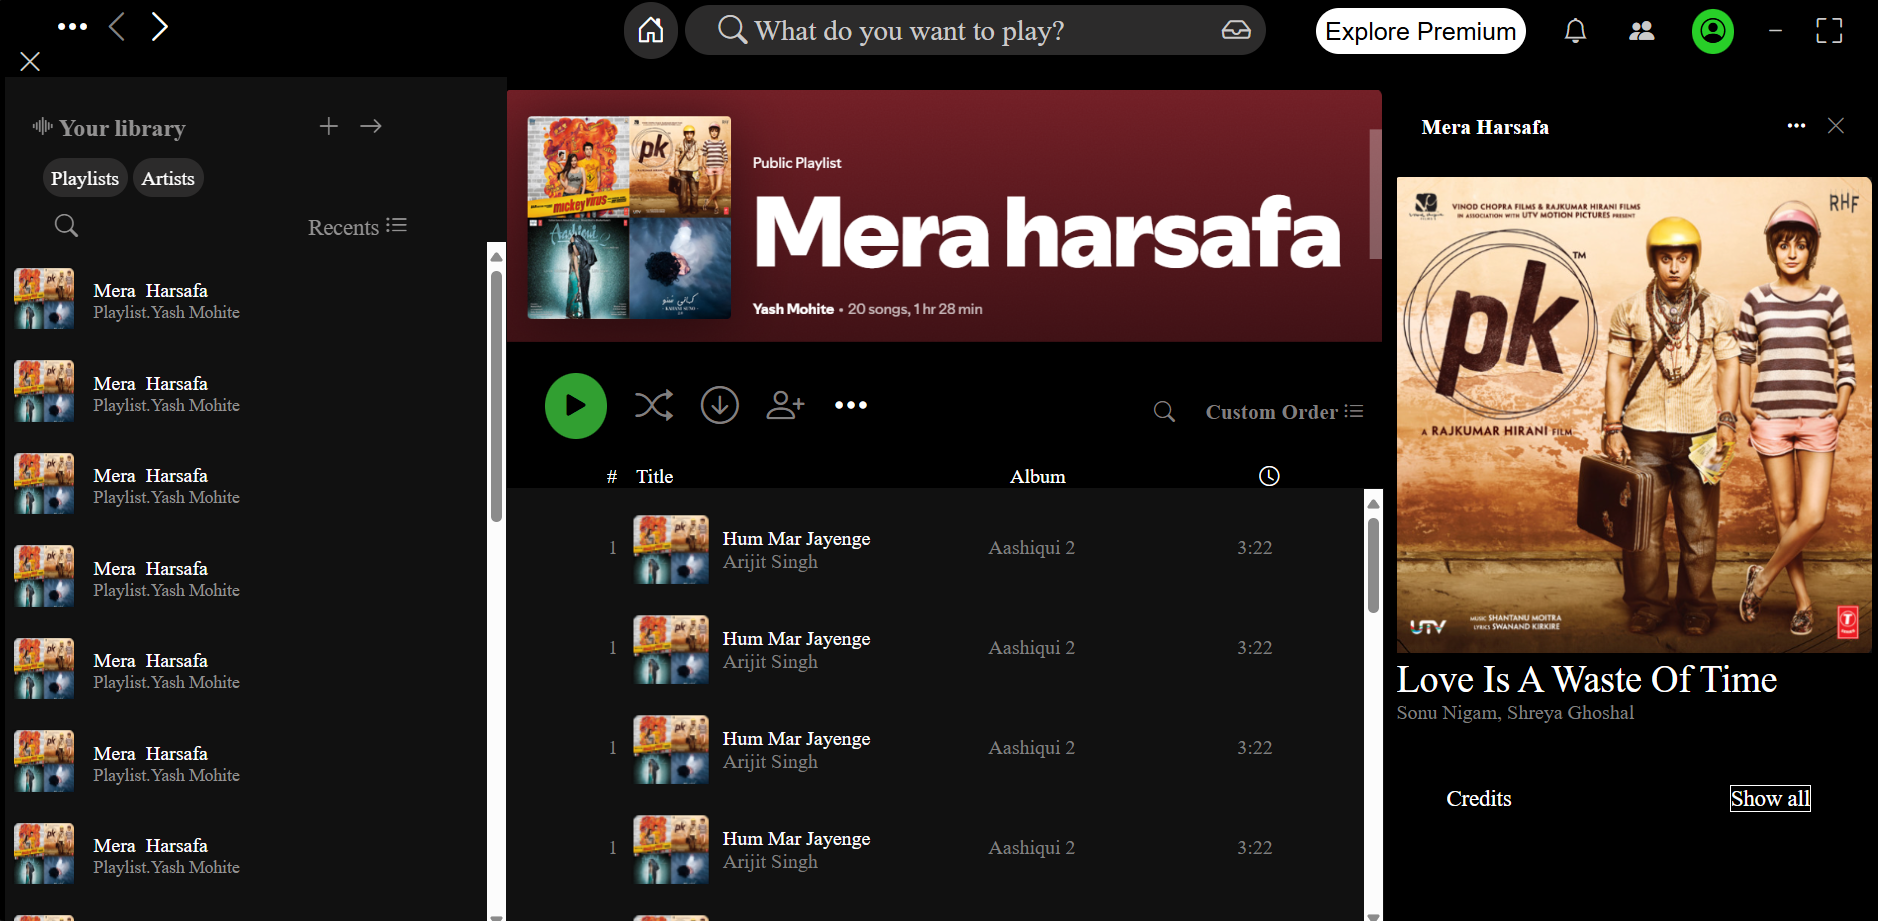 What do you want to play?
Explore Premium
Your library
Playlists
Artists
Recents
Mera Harsafa
Playlist.Yash Mohite
Mera Harsafa
Playlist.Yash Mohite
Mera Harsafa
Playlist.Yash Mohite
Mera Harsafa
Playlist.Yash Mohite
Mera Harsafa
Playlist.Yash Mohite
Mera Harsafa
Playlist.Yash Mohite
Mera Harsafa
Playlist.Yash Mohite
mickey virus
pk
Aashiqui 2
Public Playlist
Mera harsafa
Yash Mohite • 20 songs, 1 hr 28 min
Custom Order
# Title Album
1 Hum Mar Jayenge Aashiqui 2 3:22
Arijit Singh
1 Hum Mar Jayenge Aashiqui 2 3:22
Arijit Singh
1 Hum Mar Jayenge Aashiqui 2 3:22
Arijit Singh
1 Hum Mar Jayenge Aashiqui 2 3:22
Arijit Singh
Mera Harsafa
VINOD CHOPRA FILMS & RAJKUMAR HIRANI FILMS
IN ASSOCIATION WITH UTV MOTION PICTURES PRESENT
RHF
pk
TM
A RAJKUMAR HIRANI FILM
UTV
MUSIC SHANTANU MOITRA
LYRICS SWANAND KIRKIRE
Love Is A Waste Of Time
Sonu Nigam, Shreya Ghoshal
Credits
Show all